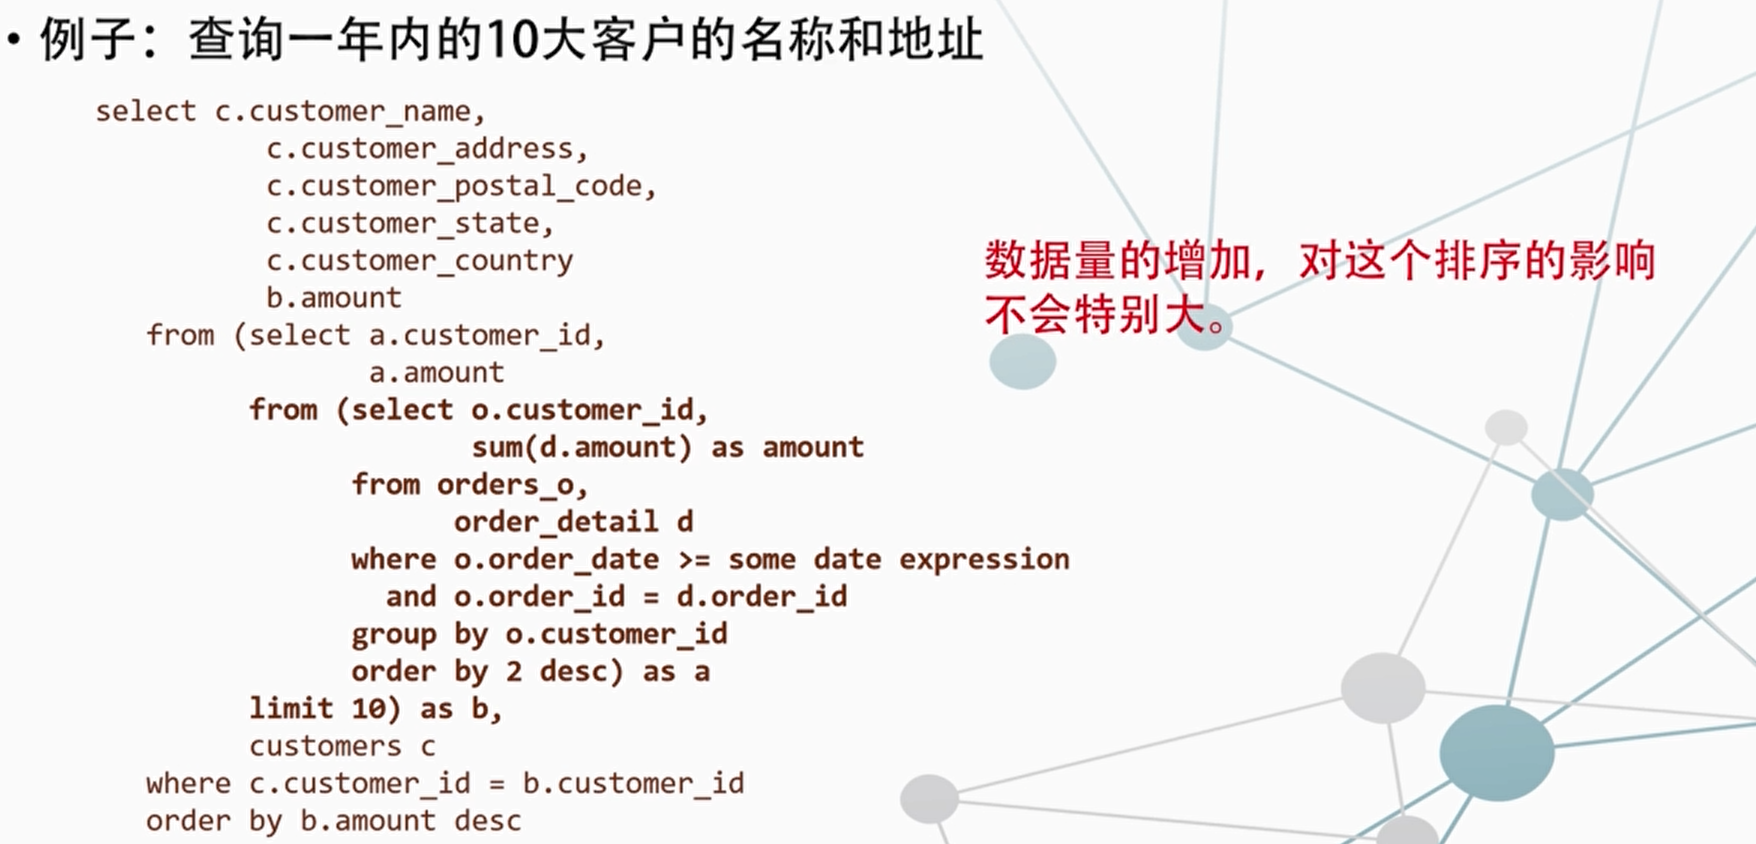 • 例子：查询一年内的10大客户的名称和地址
select c.customer_name,
c.customer_address,
c.customer_postal_code,
c.customer_state,
c.customer_country
b.amount
from (select a.customer_id,
a.amount
from (select o.customer_id,
sum(d.amount) as amount
from orders_o,
order_detail d
where o.order_date >= some date expression
and o.order_id = d.order_id
group by o.customer_id
order by 2 desc) as a
limit 10) as b,
customers c
where c.customer_id = b.customer_id
order by b.amount desc
数据量的增加，对这个排序的影响
不会特别大。